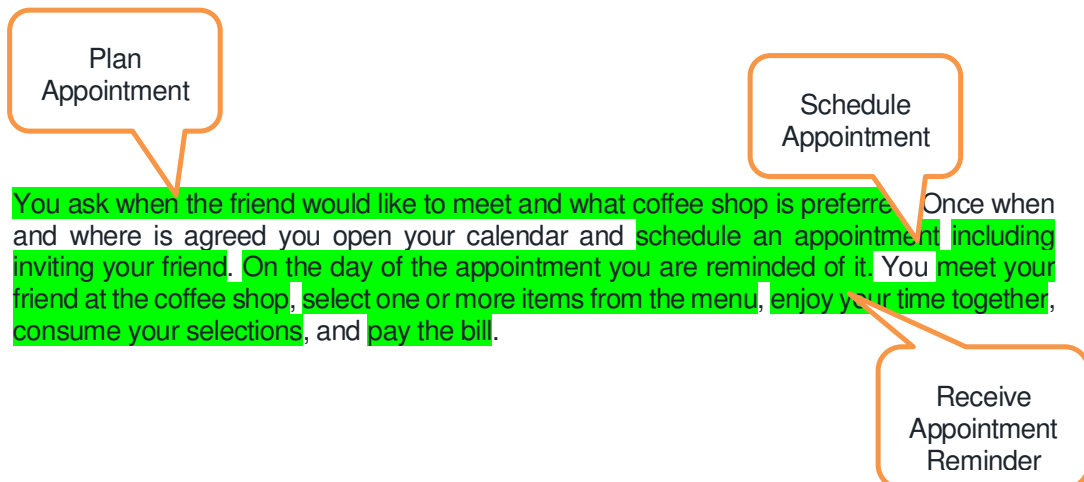 Plan
Appointment
Schedule
Appointment
You ask when the friend would like to meet and what coffee shop is preferre Once when
and where is agreed you open your calendar and schedule an appointment including
inviting your friend. On the day of the appointment you are reminded of it. You meet your
friend at the coffee shop, select one or more items from the menu, enjoy your time together,
consume your selections, and pay the bill.
Receive
Appointment
Reminder